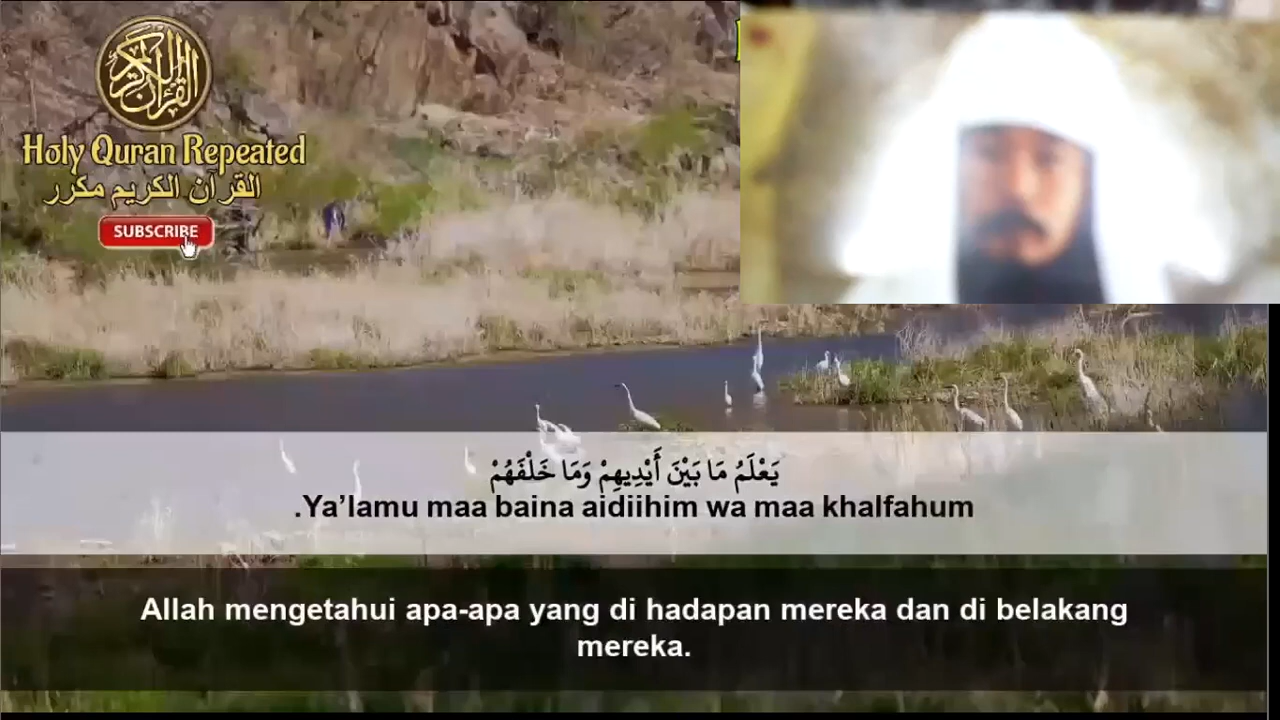 Holy Quran Repeated
القرآن الكريم مكرر
SUBSCRIBE
يَعْلَمُ مَا بَيْنَ أَيْدِيهِمْ وَمَا خَلْفَهُمْ
.Ya’lamu maa baina aidiihim wa maa khalfahum
Allah mengetahui apa-apa yang di hadapan mereka dan di belakang
mereka.